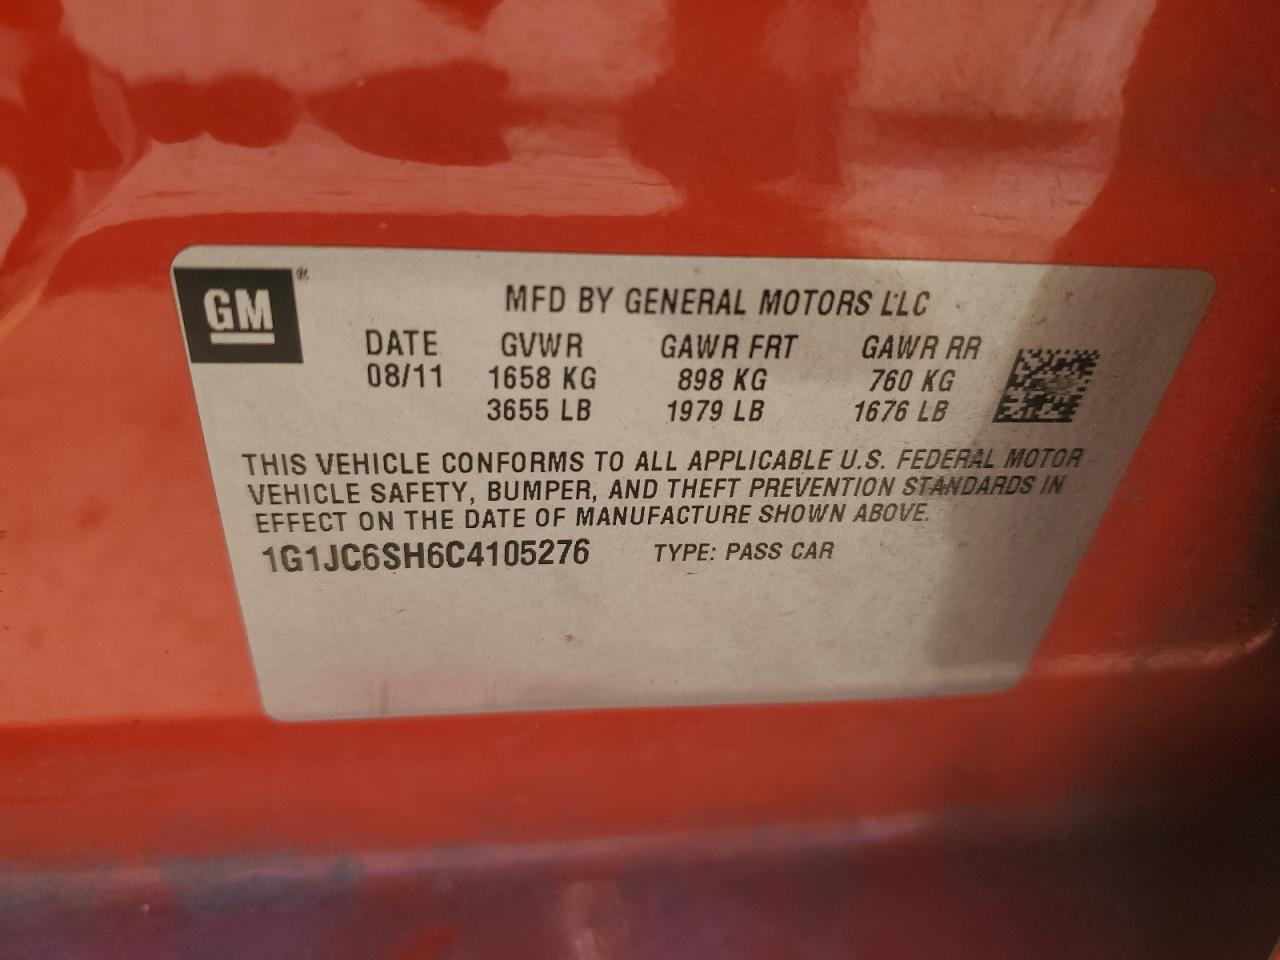 GM®
MFD BY GENERAL MOTORS LLC
DATE GVWR GAWR FRT GAWR RR
08/11 1658 KG 898 KG 760 KG
3655 LB 1979 LB 1676 LB
THIS VEHICLE CONFORMS TO ALL APPLICABLE U.S. FEDERAL MOTOR
VEHICLE SAFETY, BUMPER, AND THEFT PREVENTION STANDARDS IN
EFFECT ON THE DATE OF MANUFACTURE SHOWN ABOVE.
1G1JC6SH6C4105276 TYPE: PASS CAR